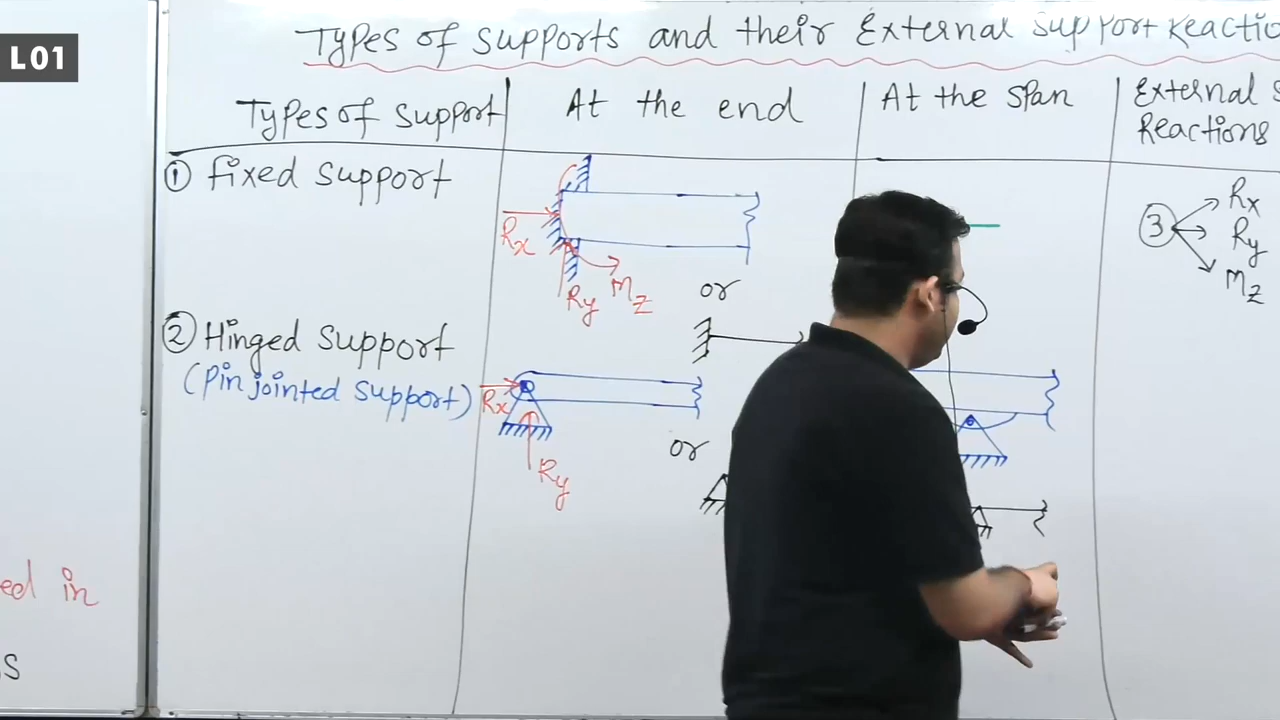 L01
Types of Supports and their External Support Reactio
Types of Support
At the end
At the span
External S
Reactions
① fixed Support
Rx
Ry
Mz
or
③
Rx
Ry
Mz
② Hinged Support
(Pin jointed Support)
Rx
Ry
or
ed in
s